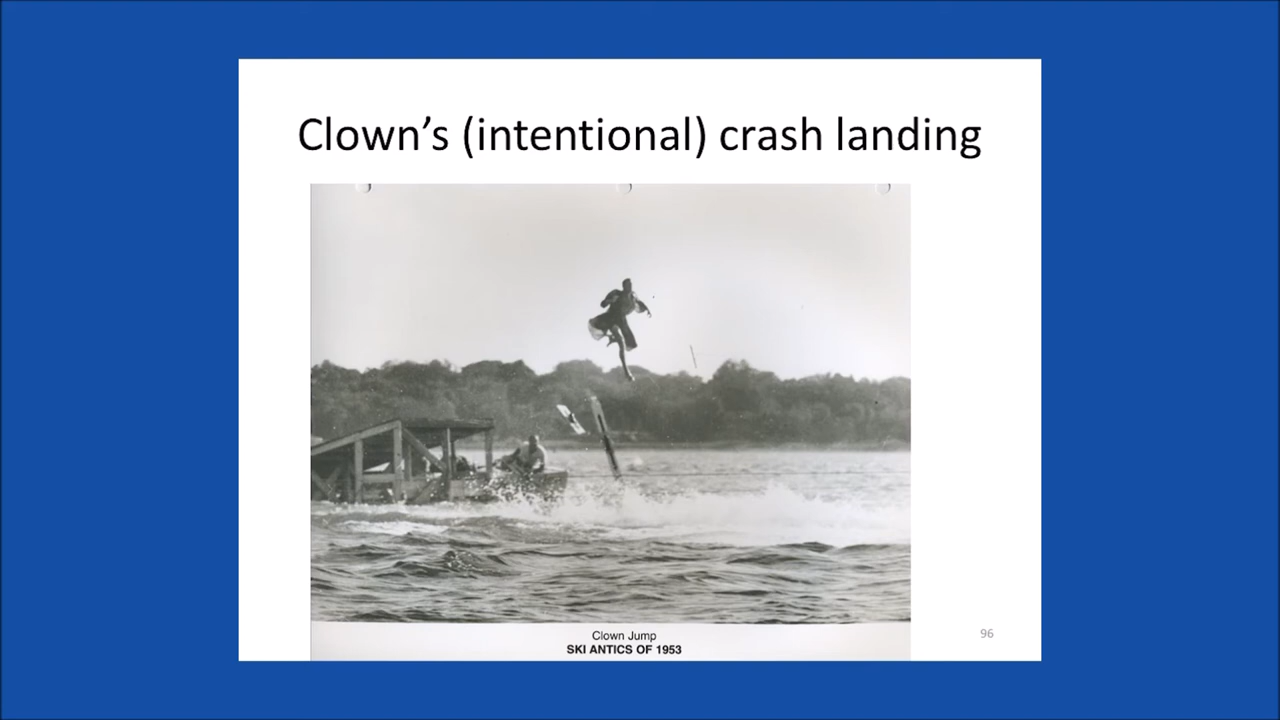 Clown’s (intentional) crash landing
Clown Jump
SKI ANTICS OF 1953
96